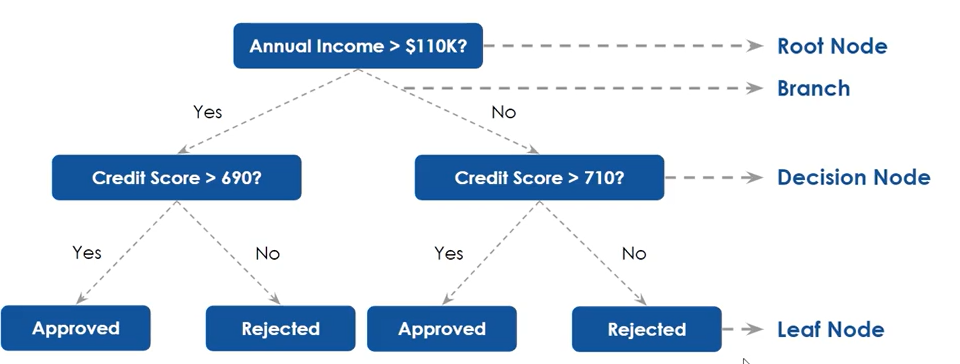 Annual Income > $110K?
Root Node
Branch
Yes
No
Credit Score > 690?
Credit Score > 710?
Decision Node
Yes
No
Yes
No
Approved
Rejected
Approved
Rejected
Leaf Node